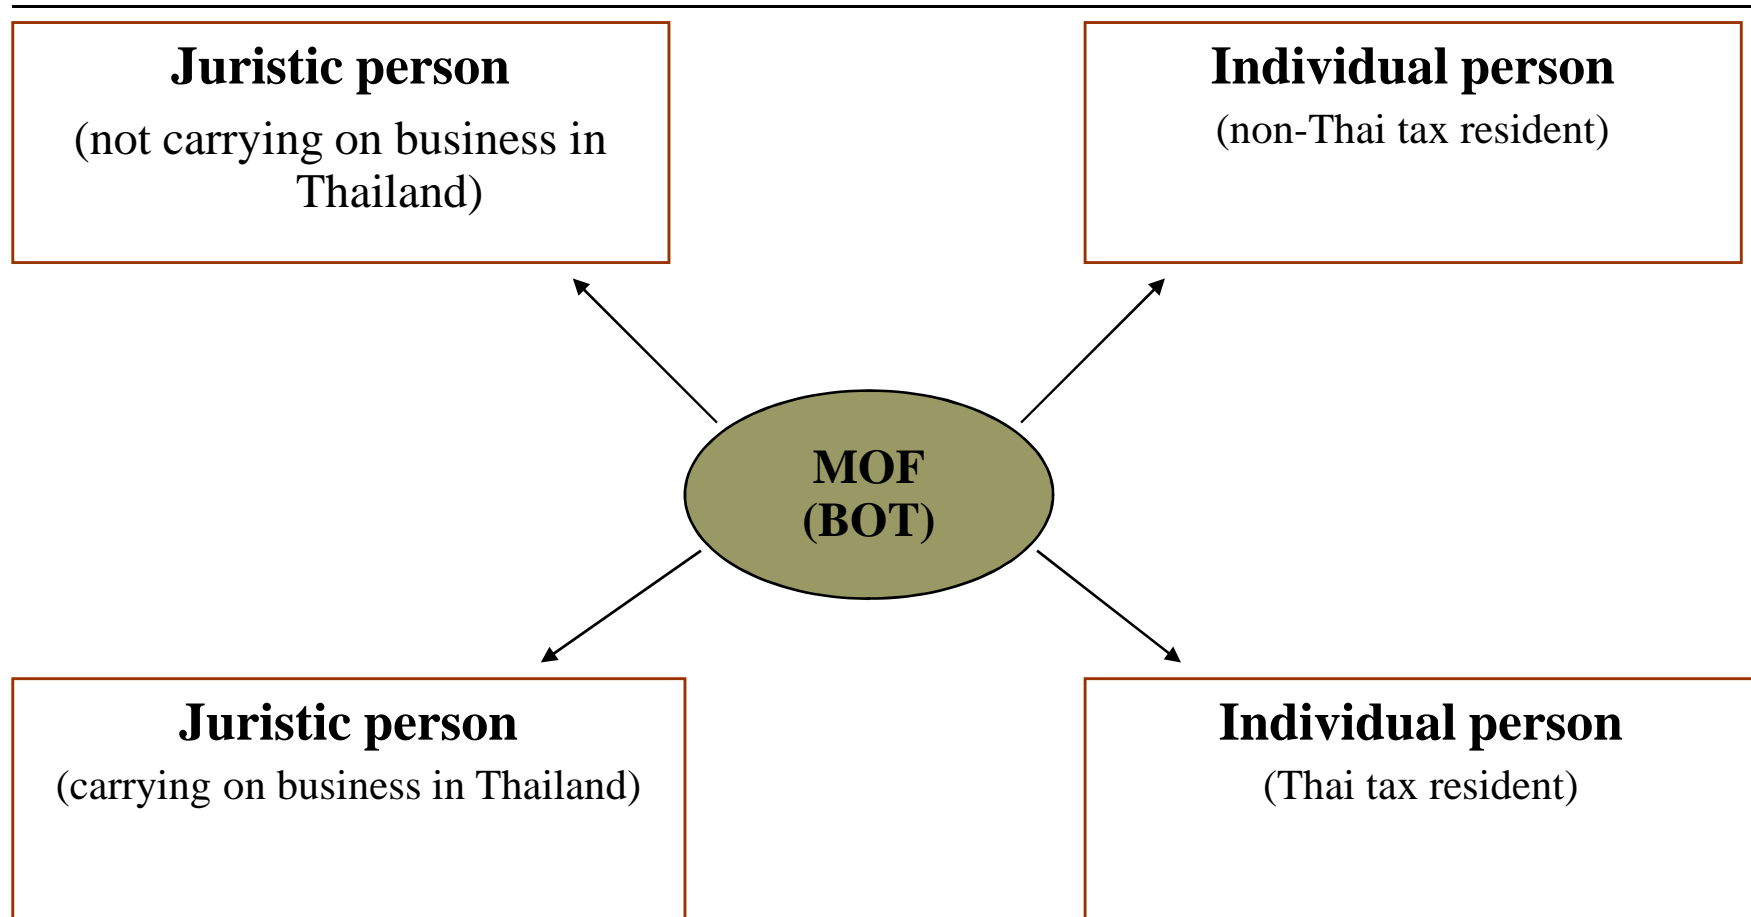 Juristic person
(not carrying on business in
Thailand)
Individual person
(non-Thai tax resident)
MOF
(BOT)
Juristic person
(carrying on business in Thailand)
Individual person
(Thai tax resident)